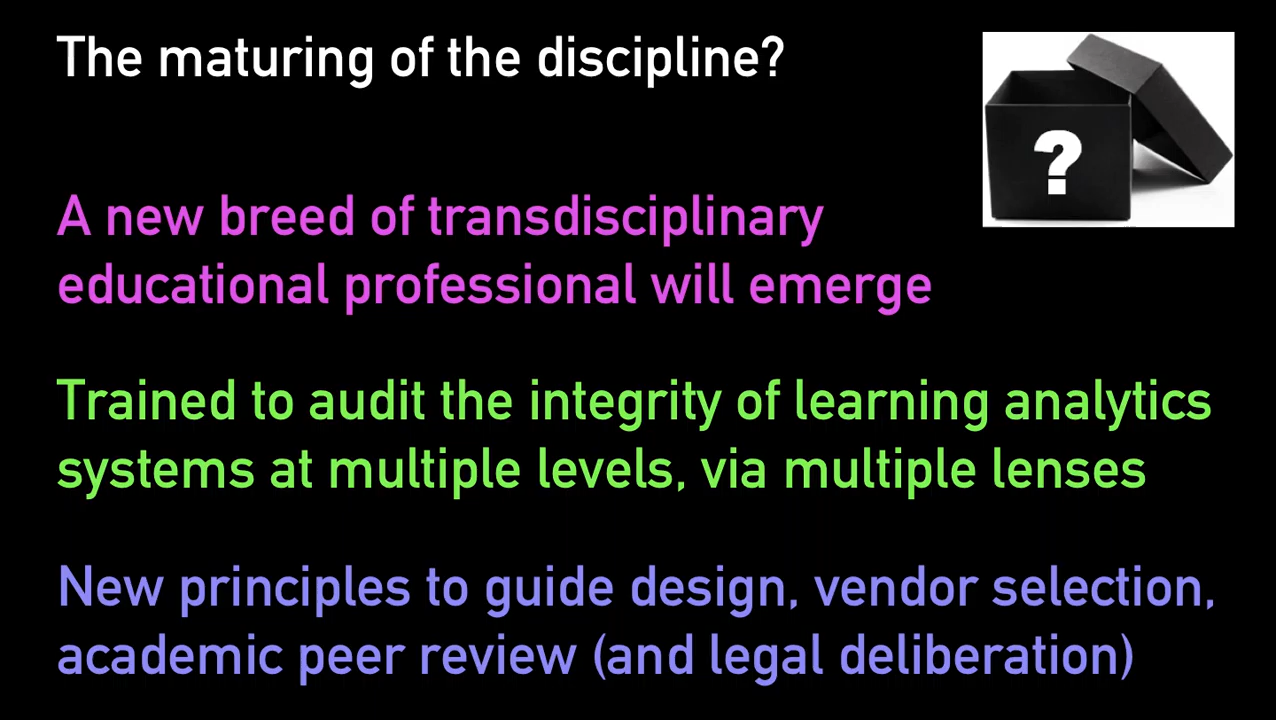 The maturing of the discipline?
?
A new breed of transdisciplinary
educational professional will emerge
Trained to audit the integrity of learning analytics
systems at multiple levels, via multiple lenses
New principles to guide design, vendor selection,
academic peer review (and legal deliberation)